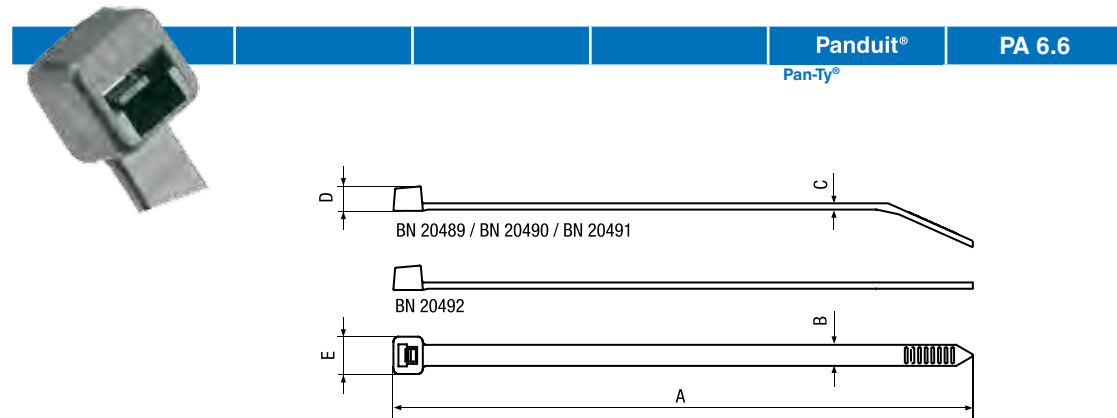 Panduit® PA 6.6
Pan-Ty®
D
C
BN 20489 / BN 20490 / BN 20491
BN 20492
E
B
A